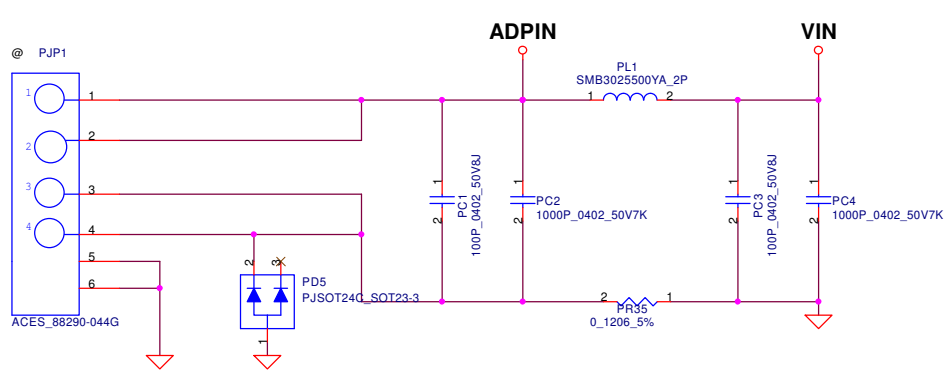 ADPIN
VIN
@ PJP1
PL1
SMB3025500YA_2P
1
1
1
2
2
2
3
3
4
4
5
6
ACES_88290-044G
2
3
PD5
PJSOT24C_SOT23-3
1
1
2
PC1
100P_0402_50V8J
1
2
PC2
1000P_0402_50V7K
1
2
PC3
100P_0402_50V8J
1
2
PC4
1000P_0402_50V7K
2
1
PR35
0_1206_5%